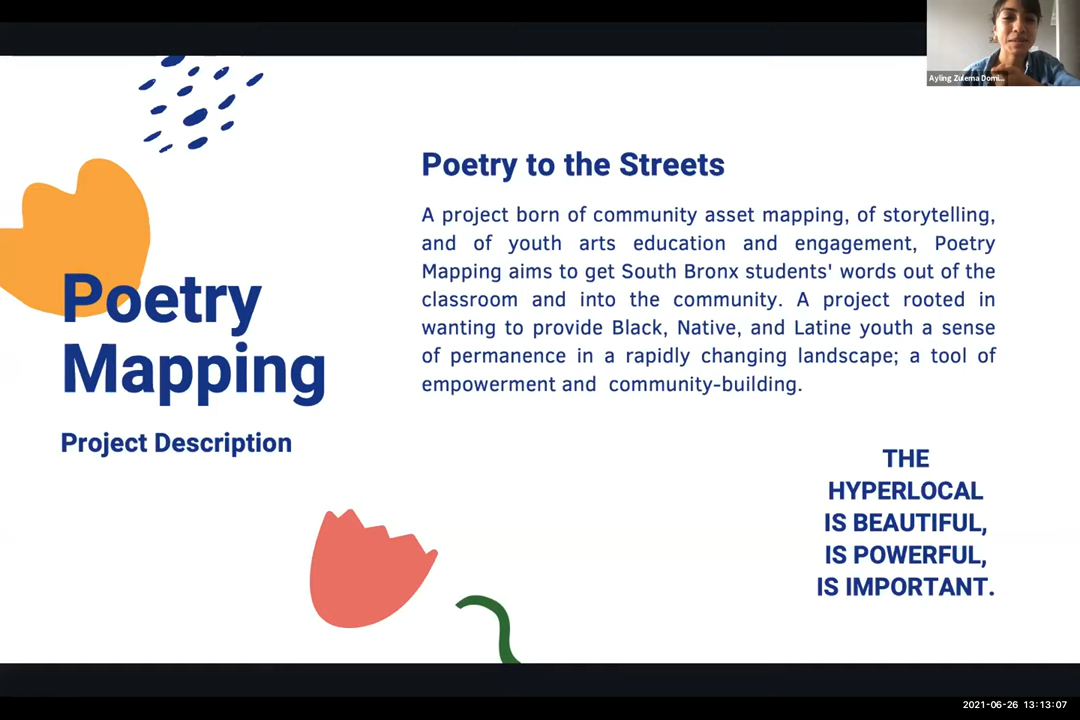 Ayling Zulema Domi...
Poetry to the Streets
A project born of community asset mapping, of storytelling,
and of youth arts education and engagement, Poetry
Mapping aims to get South Bronx students' words out of the
classroom and into the community. A project rooted in
wanting to provide Black, Native, and Latine youth a sense
of permanence in a rapidly changing landscape; a tool of
empowerment and community-building.
Poetry
Mapping
Project Description
THE
HYPERLOCAL
IS BEAUTIFUL,
IS POWERFUL,
IS IMPORTANT.
2021-06-26 13:13:07